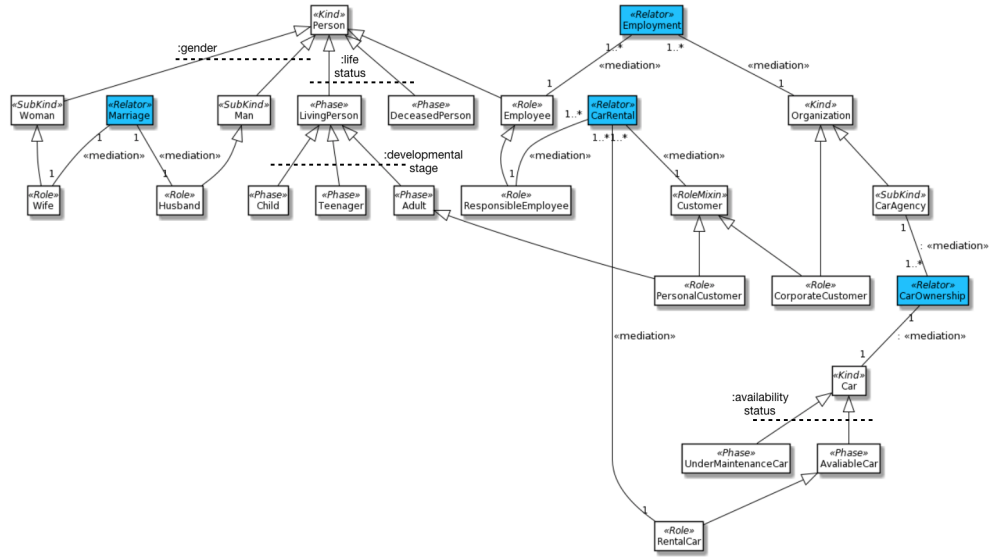 «Kind»
Person
«Relator»
Employment
:gender
1..*
1..*
:life
status
«mediation»
«mediation»
1
1
«SubKind»
Woman
«Relator»
Marriage
«SubKind»
Man
«Phase»
LivingPerson
«Phase»
DeceasedPerson
«Role»
Employee
1..*
«Relator»
CarRental
«Kind»
Organization
1
1
1..*
1..*
«mediation»
«mediation»
:developmental
stage
«mediation»
«mediation»
1
1
1
1
«Role»
Wife
«Role»
Husband
«Phase»
Child
«Phase»
Teenager
«Phase»
Adult
«Role»
ResponsibleEmployee
«RoleMixin»
Customer
«SubKind»
CarAgency
1
: «mediation»
1..*
«Role»
PersonalCustomer
«Role»
CorporateCustomer
«Relator»
CarOwnership
1
«mediation»
: «mediation»
1
«Kind»
Car
:availability
status
«Phase»
UnderMaintenanceCar
«Phase»
AvaliableCar
1
«Role»
RentalCar